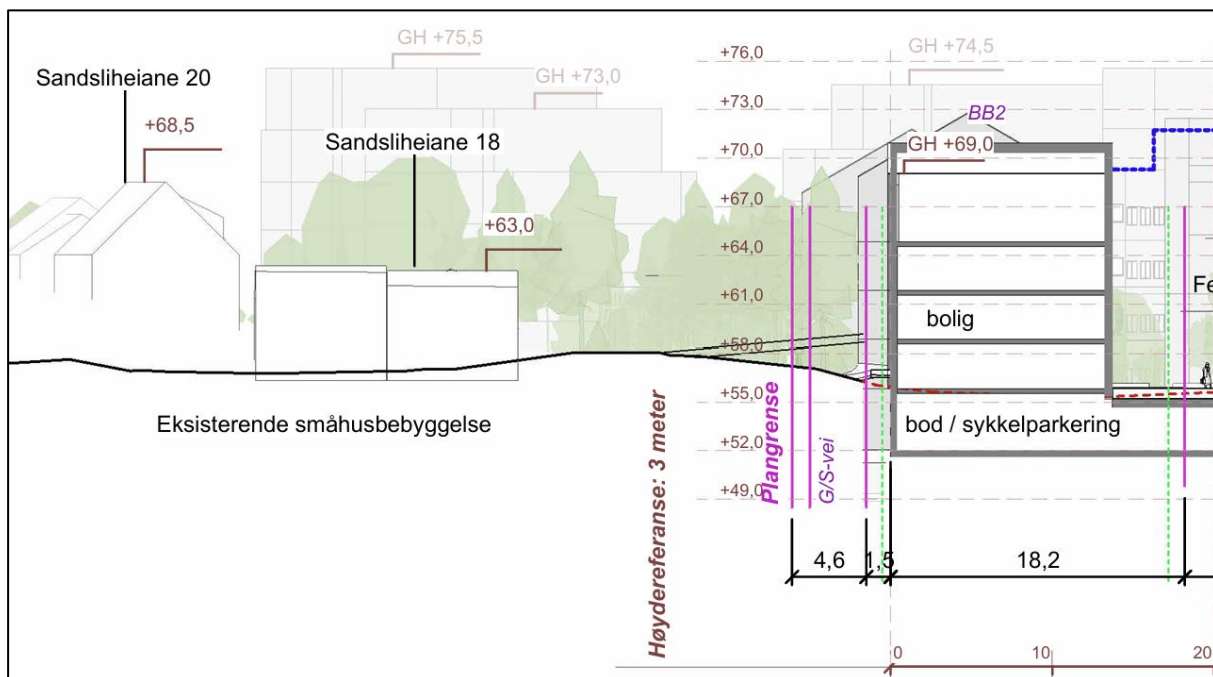 GH +75,5
GH +74,5
GH +73,0
Sandsliheiane 20
+68,5
Sandsliheiane 18
+63,0
+76,0
+73,0
+70,0
+67,0
+64,0
+61,0
+58,0
+55,0
+52,0
+49,0
BB2
GH +69,0
Fe
bolig
bod / sykkelparkering
Eksisterende småhusbebyggelse
Høydereferanse: 3 meter
Plangrense
G/S-vei
4,6
1,5
18,2
0
10
20